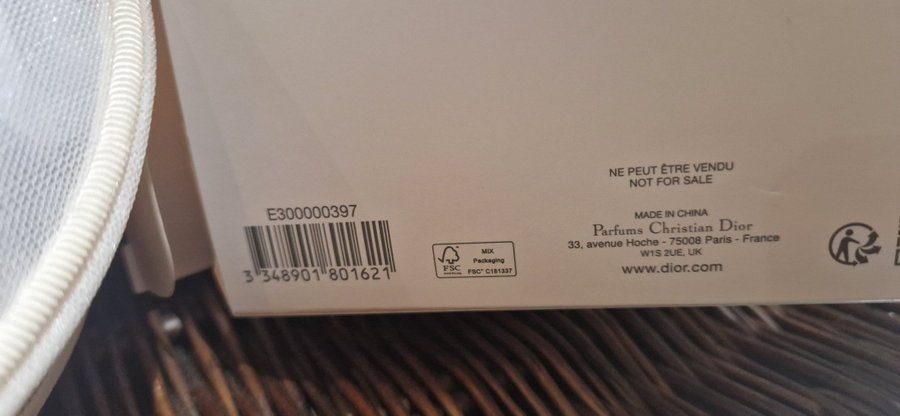 E300000397
3 348901 801621
FSC
MIX
Packaging
FSC® C181337
NE PEUT ÊTRE VENDU
NOT FOR SALE
MADE IN CHINA
Parfums Christian Dior
33, avenue Hoche - 75008 Paris - France
W1S 2UE, UK
www.dior.com